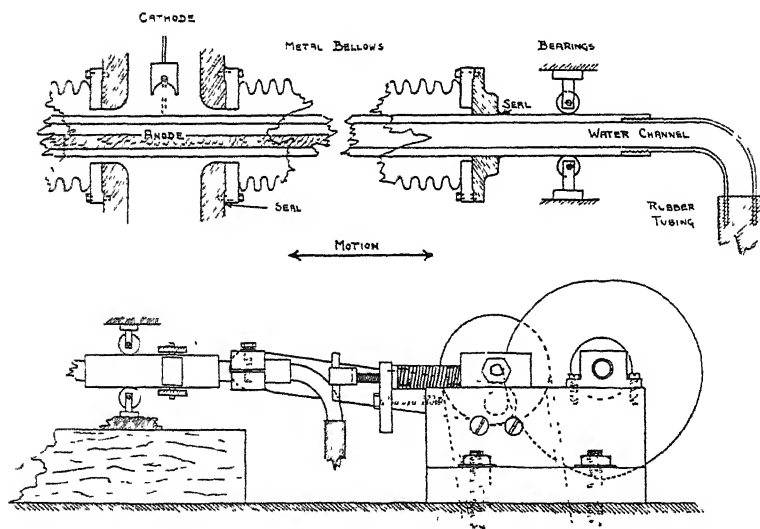 CATHODE
METAL BELLOWS
BEARINGS
SEAL
ANODE
WATER CHANNEL
SEAL
RUBBER
TUBING
MOTION